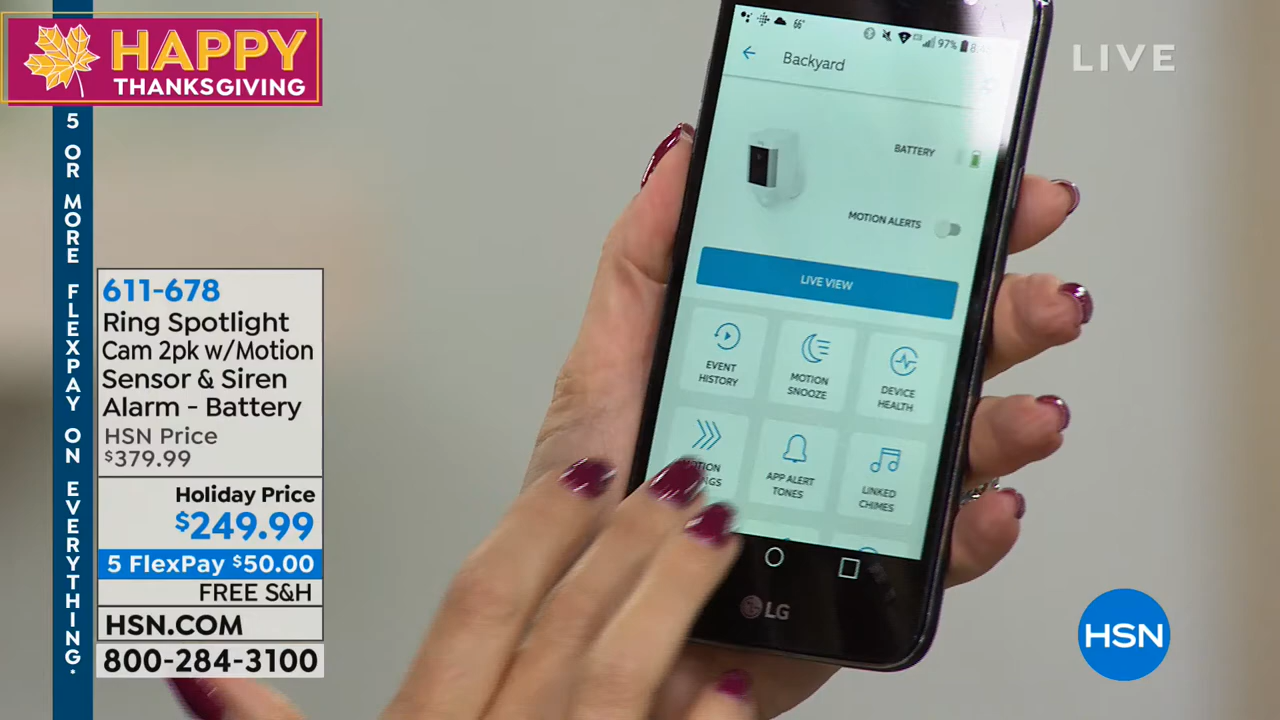 HAPPY
THANKSGIVING
5 OR MORE FLEXPAY ON EVERYTHING.
611-678
Ring Spotlight
Cam 2pk w/Motion
Sensor & Siren
Alarm - Battery
HSN Price
$379.99
Holiday Price
$249.99
5 FlexPay $50.00
FREE S&H
HSN.COM
800-284-3100
LIVE
66°
97%
Backyard
BATTERY
MOTION ALERTS
LIVE VIEW
EVENT
HISTORY
MOTION
SNOOZE
DEVICE
HEALTH
APP ALERT
TONES
LINKED
CHIMES
LG
HSN